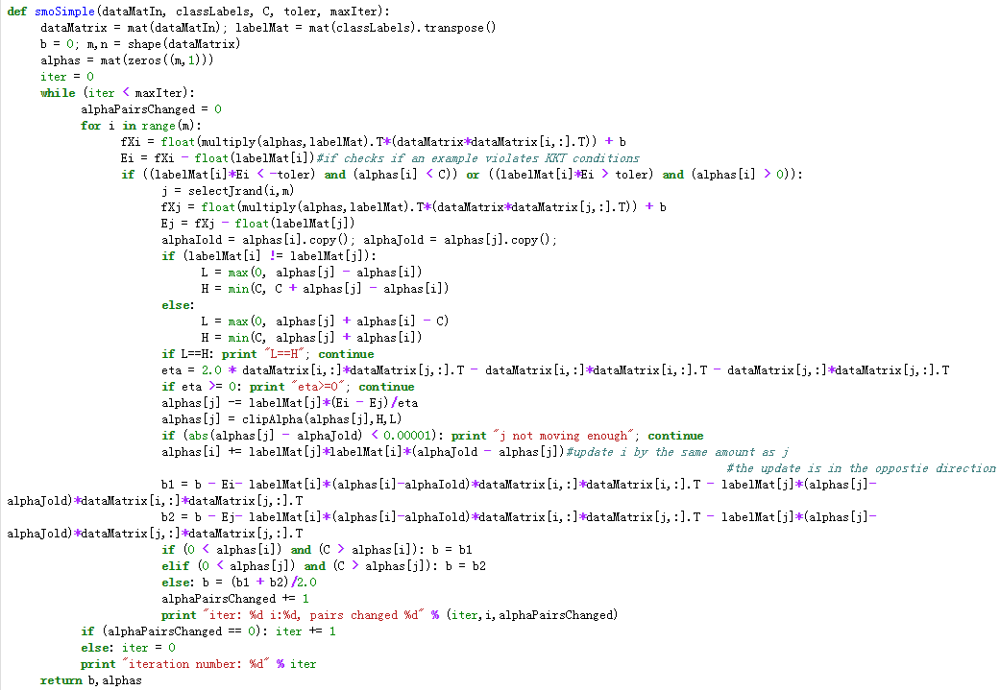 def smoSimple(dataMatIn, classLabels, C, toler, maxIter):
    dataMatrix = mat(dataMatIn); labelMat = mat(classLabels).transpose()
    b = 0; m,n = shape(dataMatrix)
    alphas = mat(zeros((m,1)))
    iter = 0
    while (iter < maxIter):
        alphaPairsChanged = 0
        for i in range(m):
            fXi = float(multiply(alphas,labelMat).T*(dataMatrix*dataMatrix[i,:].T)) + b
            Ei = fXi - float(labelMat[i])#if checks if an example violates KKT conditions
            if ((labelMat[i]*Ei < -toler) and (alphas[i] < C)) or ((labelMat[i]*Ei > toler) and (alphas[i] > 0)):
                j = selectJrand(i,m)
                fXj = float(multiply(alphas,labelMat).T*(dataMatrix*dataMatrix[j,:].T)) + b
                Ej = fXj - float(labelMat[j])
                alphaIold = alphas[i].copy(); alphaJold = alphas[j].copy();
                if (labelMat[i] != labelMat[j]):
                    L = max(0, alphas[j] - alphas[i])
                    H = min(C, C + alphas[j] - alphas[i])
                else:
                    L = max(0, alphas[j] + alphas[i] - C)
                    H = min(C, alphas[j] + alphas[i])
                if L==H: print "L==H"; continue
                eta = 2.0 * dataMatrix[i,:]*dataMatrix[j,:].T - dataMatrix[i,:]*dataMatrix[i,:].T - dataMatrix[j,:]*dataMatrix[j,:].T
                if eta >= 0: print "eta>=0"; continue
                alphas[j] -= labelMat[j]*(Ei - Ej)/eta
                alphas[j] = clipAlpha(alphas[j],H,L)
                if (abs(alphas[j] - alphaJold) < 0.00001): print "j not moving enough"; continue
                alphas[i] += labelMat[j]*labelMat[i]*(alphaJold - alphas[j])#update i by the same amount as j
                                                                        #the update is in the oppostie direction
                b1 = b - Ei- labelMat[i]*(alphas[i]-alphaIold)*dataMatrix[i,:]*dataMatrix[i,:].T - labelMat[j]*(alphas[j]-
alphaJold)*dataMatrix[i,:]*dataMatrix[j,:].T
                b2 = b - Ej- labelMat[i]*(alphas[i]-alphaIold)*dataMatrix[i,:]*dataMatrix[j,:].T - labelMat[j]*(alphas[j]-
alphaJold)*dataMatrix[j,:]*dataMatrix[j,:].T
                if (0 < alphas[i]) and (C > alphas[i]): b = b1
                elif (0 < alphas[j]) and (C > alphas[j]): b = b2
                else: b = (b1 + b2)/2.0
                alphaPairsChanged += 1
                print "iter: %d i:%d, pairs changed %d" % (iter,i,alphaPairsChanged)
        if (alphaPairsChanged == 0): iter += 1
        else: iter = 0
        print "iteration number: %d" % iter
    return b,alphas